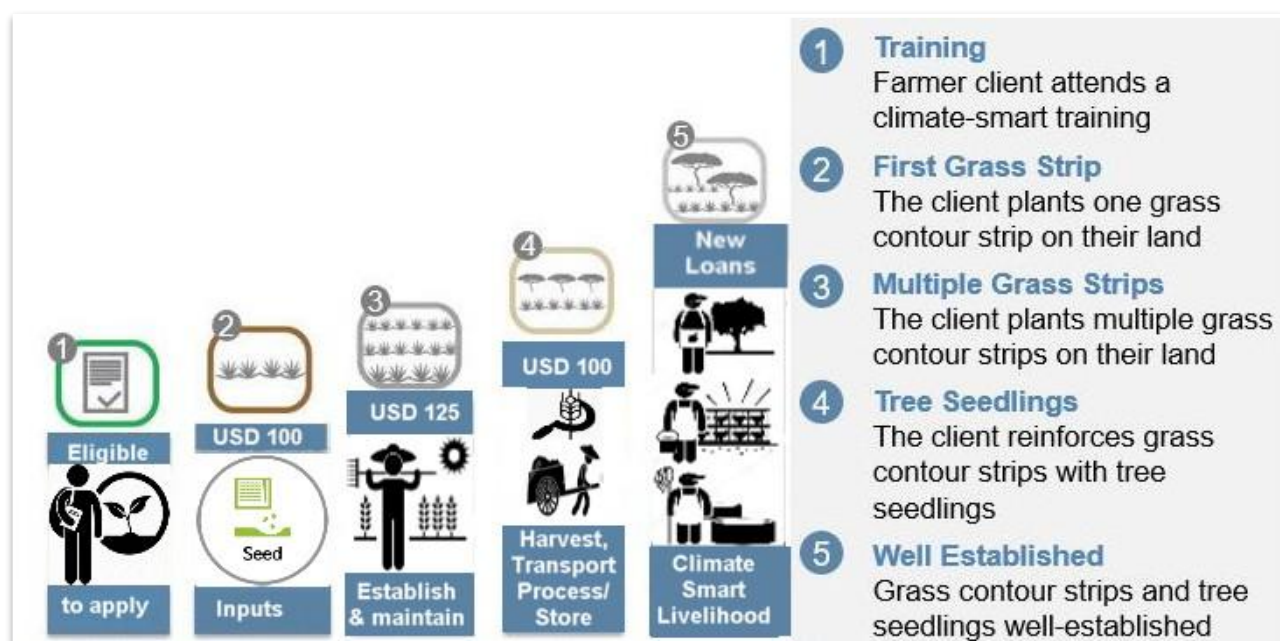 1
Eligible
to apply
2
USD 100
Seed
Inputs
3
USD 125
Establish
& maintain
4
USD 100
Harvest,
Transport
Process/
Store
5
New
Loans
Climate
Smart
Livelihood
1 Training
Farmer client attends a
climate-smart training
2 First Grass Strip
The client plants one grass
contour strip on their land
3 Multiple Grass Strips
The client plants multiple grass
contour strips on their land
4 Tree Seedlings
The client reinforces grass
contour strips with tree
seedlings
5 Well Established
Grass contour strips and tree
seedlings well-established